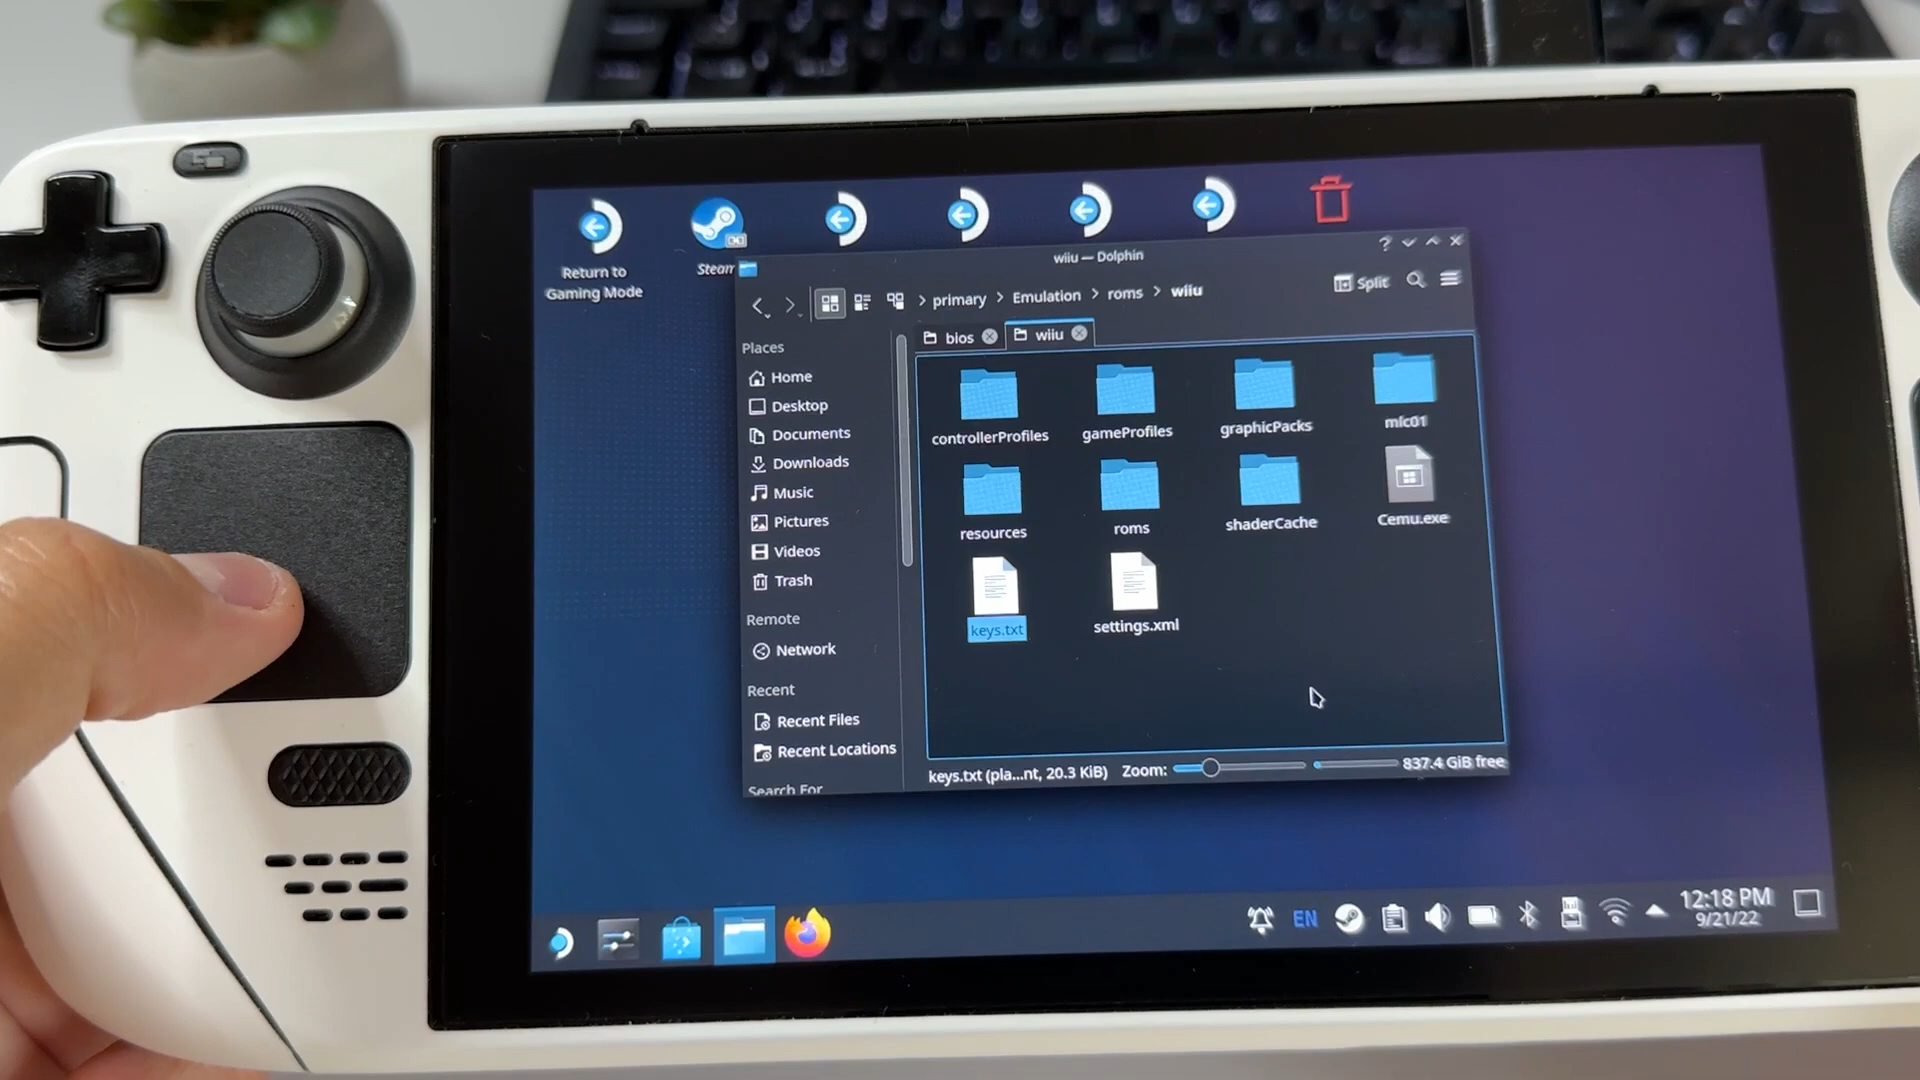 Return to
Gaming Mode
Steam
wiiu — Dolphin
primary > Emulation > roms > wiiu
Split
bios
wiiu
Places
Home
Desktop
Documents
Downloads
Music
Pictures
Videos
Trash
Remote
Network
Recent
Recent Files
Recent Locations
Search For
controllerProfiles
gameProfiles
graphicPacks
mlc01
resources
roms
shaderCache
Cemu.exe
keys.txt
settings.xml
keys.txt (pla...nt, 20.3 KiB)
Zoom:
837.4 GiB free
EN
12:18 PM
9/21/22